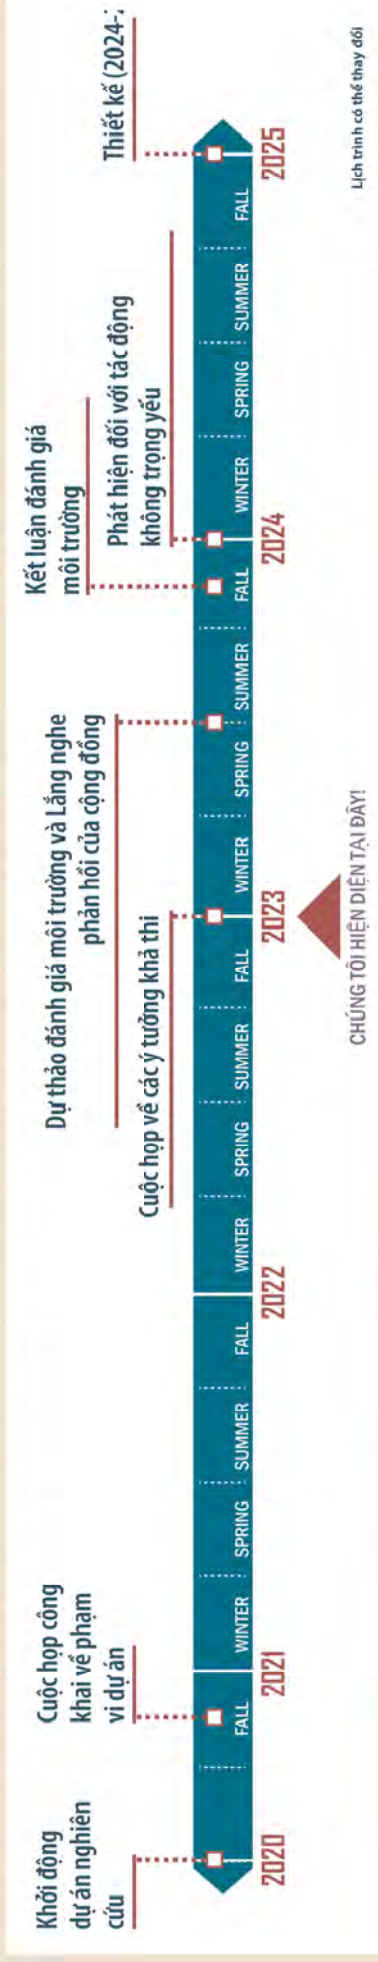 Khởi động
dự án nghiên
cứu
Cuộc họp công
khai về phạm
vi dự án
Cuộc họp về các ý tưởng khả thi
Dự thảo đánh giá môi trường và Lắng nghe
phản hồi của cộng đồng
Kết luận đánh giá
môi trường
Phát hiện đối với tác động
không trọng yếu
Thiết kế (2024-
FALL
WINTER
SPRING
SUMMER
FALL
WINTER
SPRING
SUMMER
FALL
WINTER
SPRING
SUMMER
FALL
WINTER
SPRING
SUMMER
FALL
2020
2021
2022
2023
2024
2025
CHÚNG TÔI HIỆN DIỆN TẠI ĐÂY!
Lịch trình có thể thay đổi